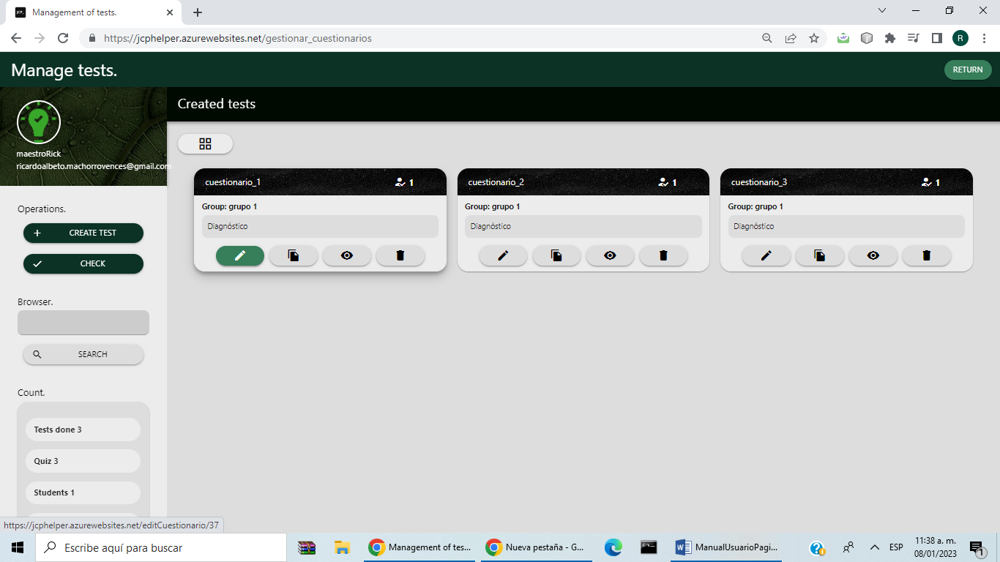 JCP_
Management of tests.
https://jcphelper.azurewebsites.net/gestionar_cuestionarios
R
Manage tests.
RETURN
maestroRick
ricardoalbeto.machorrovences@gmail.com
Operations.
CREATE TEST
CHECK
Browser.
SEARCH
Count.
Tests done 3
Quiz 3
Students 1
Created tests
cuestionario_1 1
Group: grupo 1
Diagnóstico
cuestionario_2 1
Group: grupo 1
Diagnóstico
cuestionario_3 1
Group: grupo 1
Diagnóstico
https://jcphelper.azurewebsites.net/editCuestionario/37
Escribe aquí para buscar
Management of tes...
Nueva pestaña - G...
ManualUsuarioPagi...
ESP
11:38 a. m.
08/01/2023
1